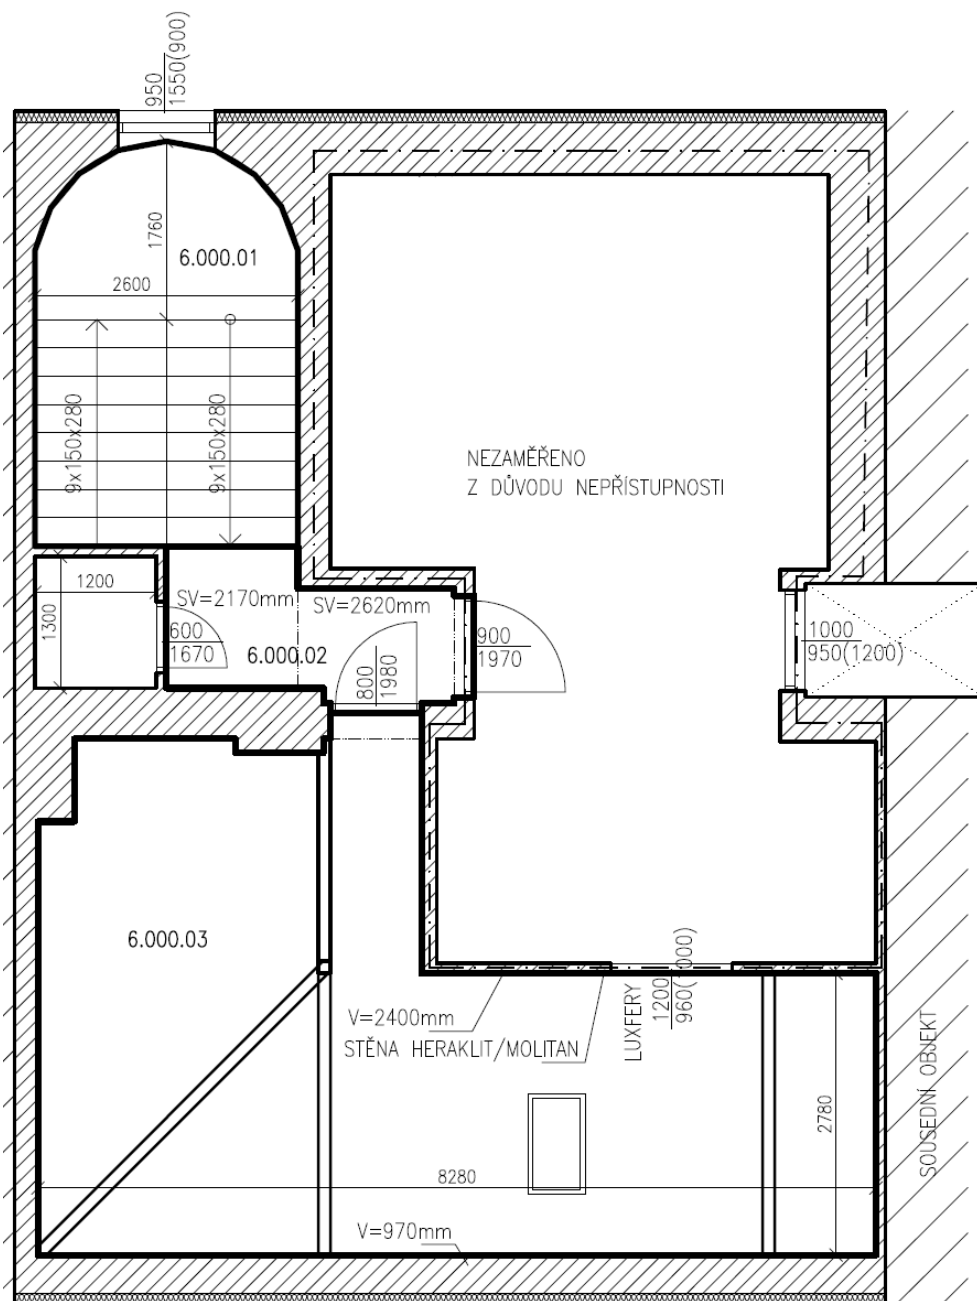 950
1550(900)
1760
6.000.01
2600
9x150x280
9x150x280
NEZAMĚŘENO
Z DŮVODU NEPŘÍSTUPNOSTI
1200
1300
SV=2170mm
SV=2620mm
600
1670
6.000.02
800
1980
900
1970
1000
950(1200)
6.000.03
V=2400mm
STĚNA HERAKLIT/MOLITAN
LUXFERY
1200
960(1000)
2780
SOUSEDNÍ OBJEKT
8280
V=970mm